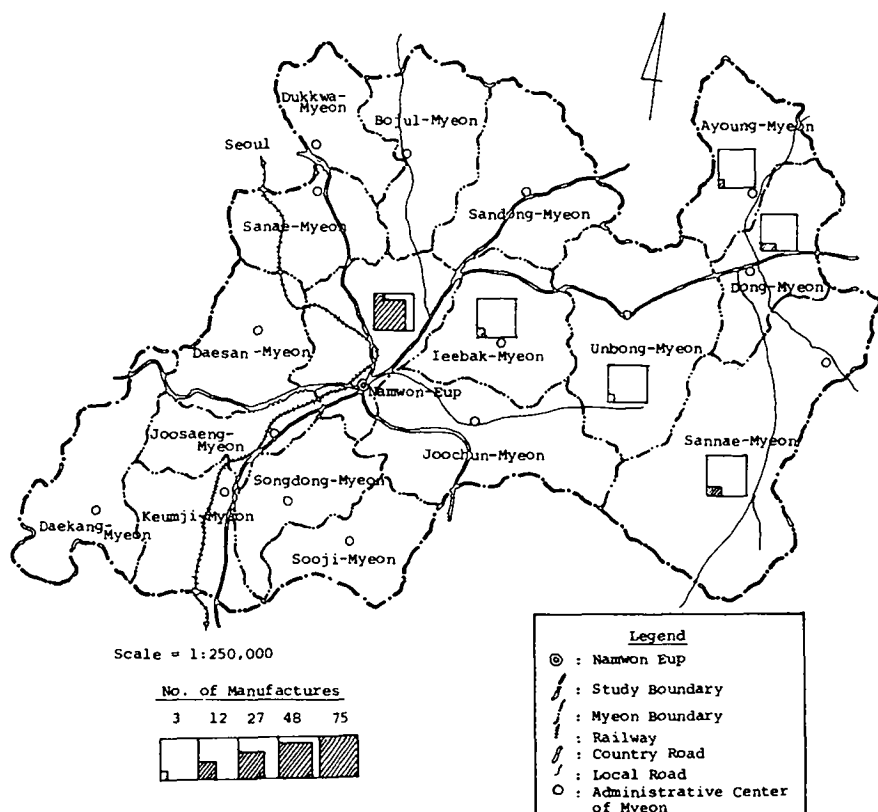 Dukkwa-
Myeon
Bojul-Myeon
Ayoung-Myeon
Seoul
Sanae-Myeon
Sandong-Myeon
Dong-Myeon
Daesan-Myeon
Ieebak-Myeon
Unbong-Myeon
Namwon-Eup
Joosaeng-
Myeon
Joochun-Myeon
Sannae-Myeon
Songdong-Myeon
Keumji-Myeon
Daekang-
Myeon
Sooji-Myeon
Scale = 1:250,000
No. of Manufactures
3 12 27 48 75
Legend
: Namwon Eup
: Study Boundary
: Myeon Boundary
: Railway
: Country Road
: Local Road
: Administrative Center
of Myeon